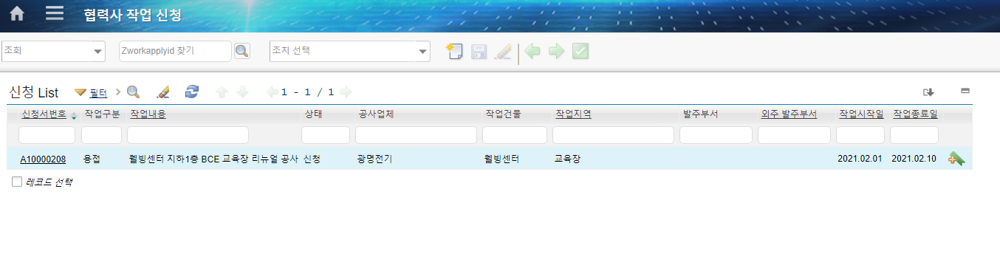 협력사 작업 신청
조회 Zworkapplyid 찾기 조치 선택
신청 List 필터 1 - 1 / 1
신청서번호 작업구분 작업내용 상태 공사업체 작업건물 작업지역 발주부서 외주 발주부서 작업시작일 작업종료일
A10000208 용접 웰빙센터 지하1층 BCE 교육장 리뉴얼 공사 신청 광명전기 웰빙센터 교육장 2021.02.01 2021.02.10
레코드 선택